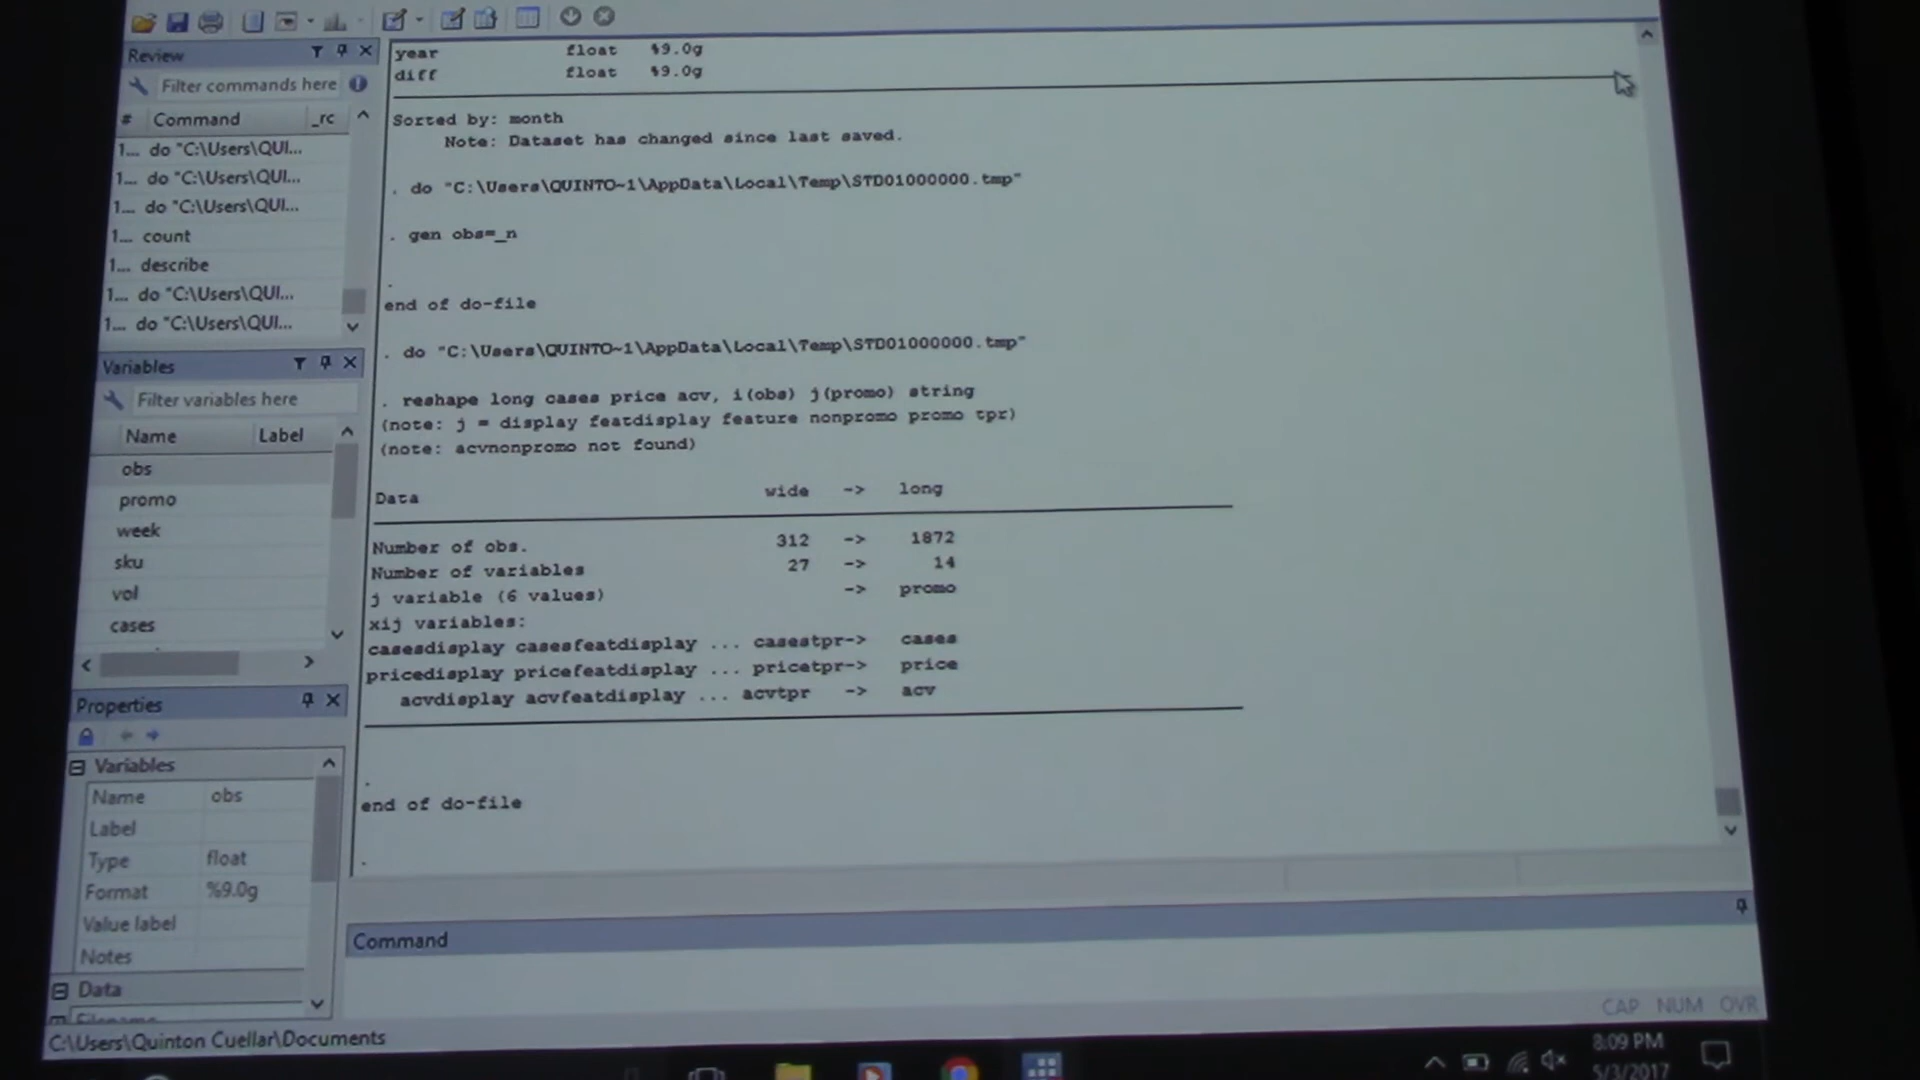 Review
Filter commands here
# Command _rc
1... do "C:\Users\QUI...
1... do "C:\Users\QUI...
1... do "C:\Users\QUI...
1... count
1... describe
1... do "C:\Users\QUI...
1... do "C:\Users\QUI...
Variables
Filter variables here
Name Label
obs
promo
week
sku
vol
cases
Properties
Variables
Name obs
Label
Type float
Format %9.0g
Value label
Notes
Data
year float %9.0g
diff float %9.0g
Sorted by: month
Note: Dataset has changed since last saved.
. do "C:\Users\QUINTO~1\AppData\Local\Temp\STD01000000.tmp"
. gen obs=_n
.
end of do-file
. do "C:\Users\QUINTO~1\AppData\Local\Temp\STD01000000.tmp"
. reshape long cases price acv, i(obs) j(promo) string
(note: j = display featdisplay feature nonpromo promo tpr)
(note: acvnonpromo not found)
Data wide -> long
Number of obs. 312 -> 1872
Number of variables 27 -> 14
j variable (6 values) -> promo
xij variables:
casesdisplay casesfeatdisplay ... casestpr-> cases
pricedisplay pricefeatdisplay ... pricetpr-> price
acvdisplay acvfeatdisplay ... acvtpr -> acv
.
end of do-file
.
Command
CAP NUM OVR
C:\Users\Quinton Cuellar\Documents
8:09 PM
5/3/2017